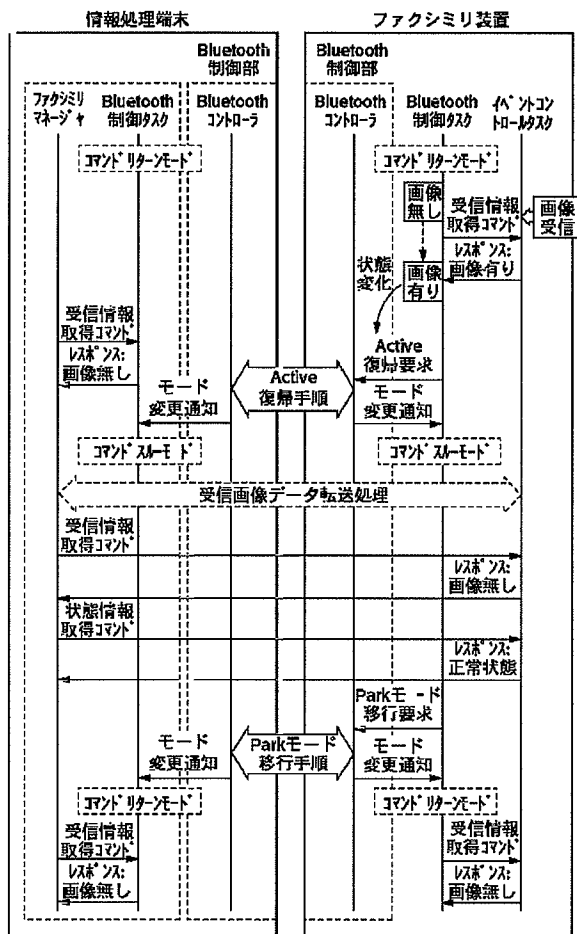 情報処理端末
ファクシミリ装置
Bluetooth
制御部
Bluetooth
制御部
ファクシミリ
マネージャ
Bluetooth
制御タスク
Bluetooth
コントローラ
Bluetooth
コントローラ
Bluetooth
制御タスク
イベントコン
トロールタスク
コマンドリターンモード
コマンドリターンモード
画像
無し
受信情報
取得コマンド
画像
受信
レスポンス:
画像有り
状態
変化
画像
有り
受信情報
取得コマンド
レスポンス:
画像無し
Active
復帰要求
Active
復帰手順
モード
変更通知
モード
変更通知
コマンドスルーモード
コマンドスルーモード
受信画像データ転送処理
受信情報
取得コマンド
レスポンス:
画像無し
状態情報
取得コマンド
レスポンス:
正常状態
Parkモード
移行要求
Parkモード
移行手順
モード
変更通知
モード
変更通知
コマンドリターンモード
コマンドリターンモード
受信情報
取得コマンド
レスポンス:
画像無し
受信情報
取得コマンド
レスポンス:
画像無し